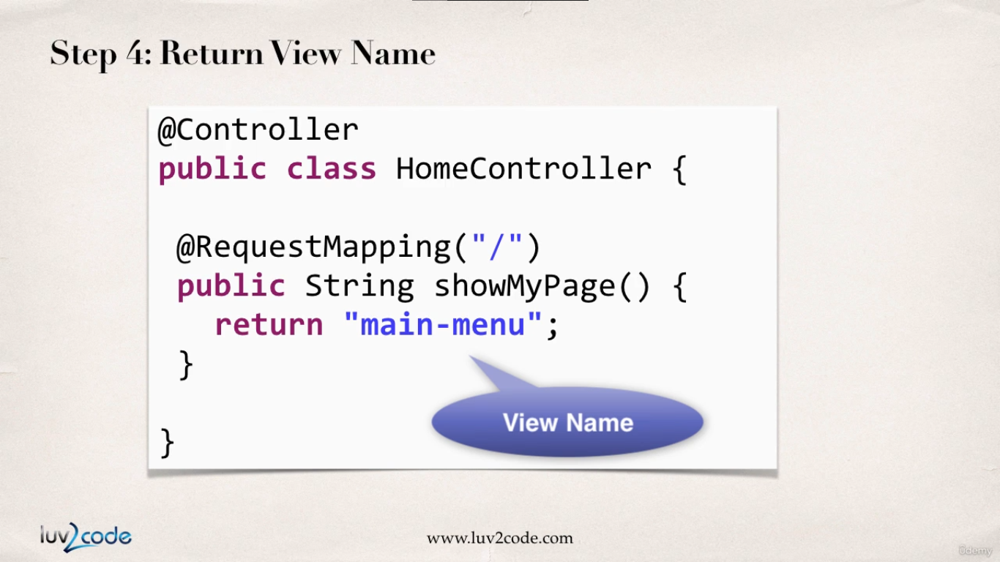 Step 4: Return View Name
@Controller
public class HomeController {
@RequestMapping("/")
public String showMyPage() {
return "main-menu";
}
View Name
}
luv2code
www.luv2code.com
ûdemy